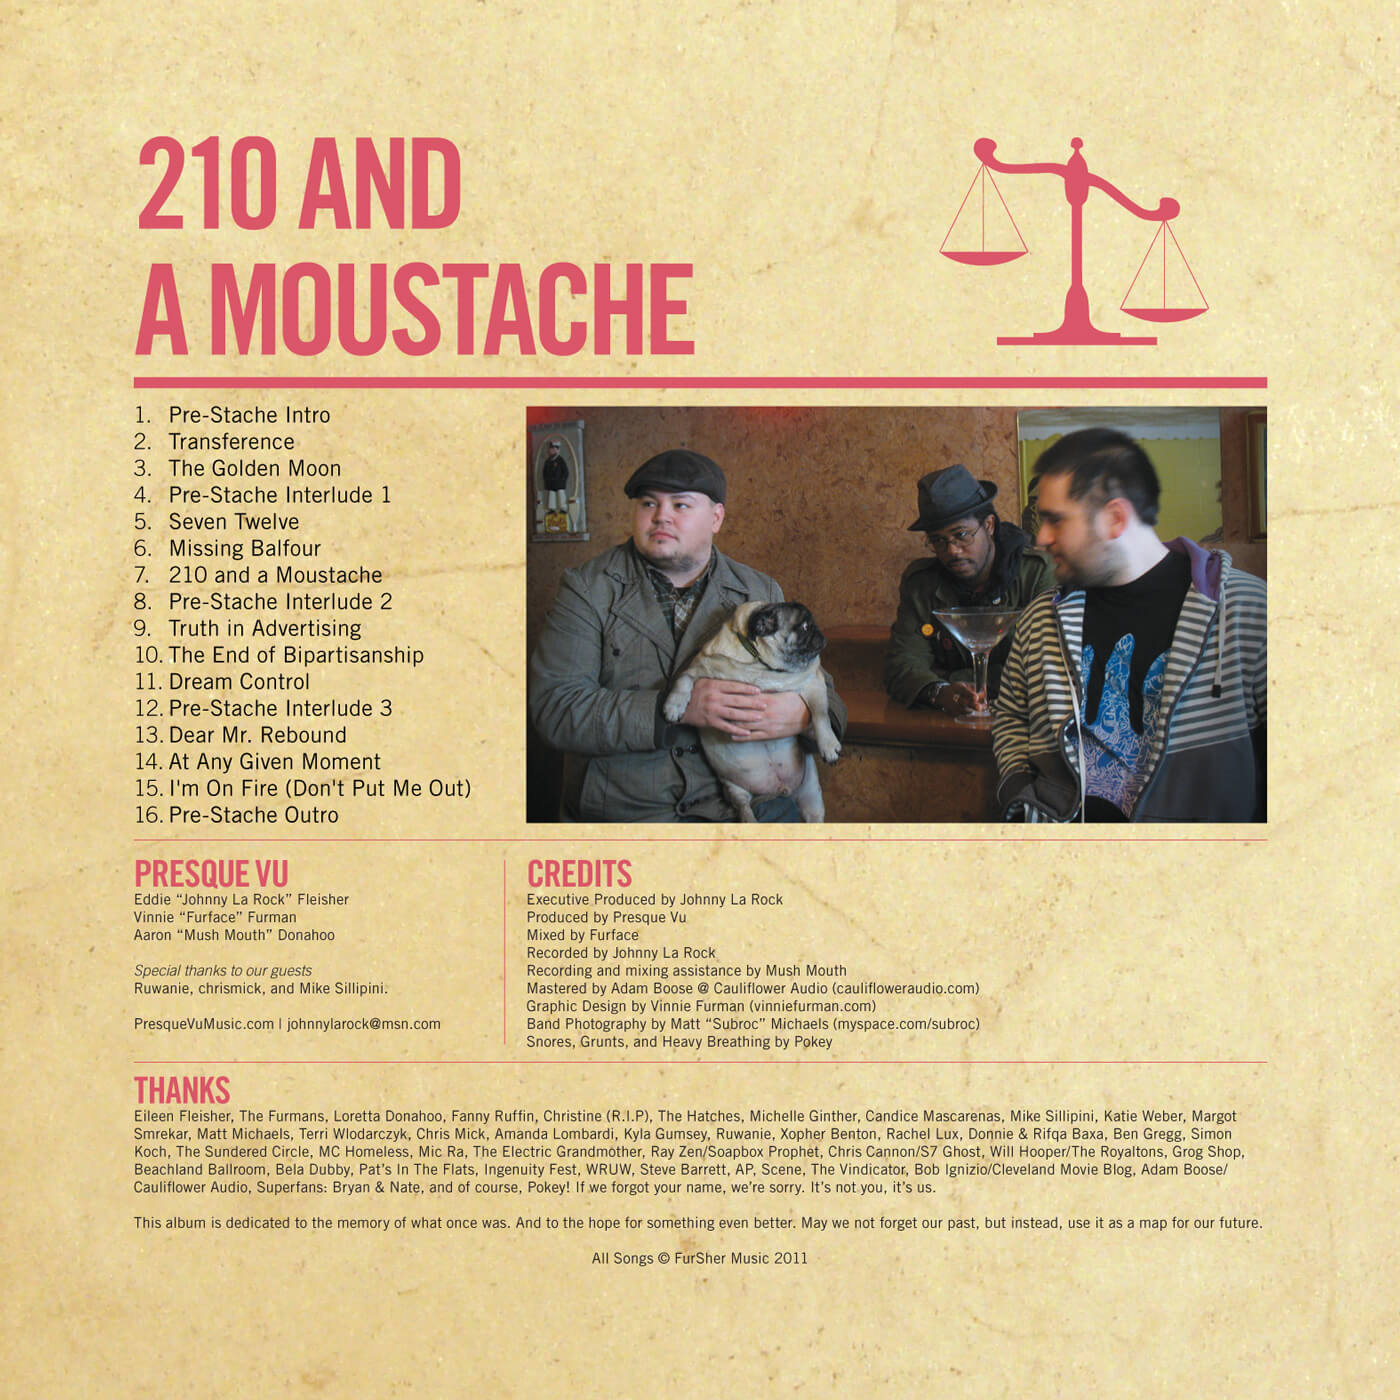 210 AND
A MOUSTACHE
1. Pre-Stache Intro
2. Transference
3. The Golden Moon
4. Pre-Stache Interlude 1
5. Seven Twelve
6. Missing Balfour
7. 210 and a Moustache
8. Pre-Stache Interlude 2
9. Truth in Advertising
10. The End of Bipartisanship
11. Dream Control
12. Pre-Stache Interlude 3
13. Dear Mr. Rebound
14. At Any Given Moment
15. I'm On Fire (Don't Put Me Out)
16. Pre-Stache Outro
PRESQUE VU
Eddie “Johnny La Rock” Fleisher
Vinnie “Furface” Furman
Aaron “Mush Mouth” Donahoo
Special thanks to our guests
Ruwanie, chrismick, and Mike Sillipini.
PresqueVuMusic.com | johnnylarock@msn.com
CREDITS
Executive Produced by Johnny La Rock
Produced by Presque Vu
Mixed by Furface
Recorded by Johnny La Rock
Recording and mixing assistance by Mush Mouth
Mastered by Adam Boose @ Cauliflower Audio (caulifloweraudio.com)
Graphic Design by Vinnie Furman (vinniefurman.com)
Band Photography by Matt “Subroc” Michaels (myspace.com/subroc)
Snores, Grunts, and Heavy Breathing by Pokey
THANKS
Eileen Fleisher, The Furmans, Loretta Donahoo, Fanny Ruffin, Christine (R.I.P), The Hatches, Michelle Ginther, Candice Mascarenas, Mike Sillipini, Katie Weber, Margot
Smrekar, Matt Michaels, Terri Wlodarczyk, Chris Mick, Amanda Lombardi, Kyla Gumsey, Ruwanie, Xopher Benton, Rachel Lux, Donnie & Rifqa Baxa, Ben Gregg, Simon
Koch, The Sundered Circle, MC Homeless, Mic Ra, The Electric Grandmother, Ray Zen/Soapbox Prophet, Chris Cannon/S7 Ghost, Will Hooper/The Royaltons, Grog Shop,
Beachland Ballroom, Bela Dubby, Pat’s In The Flats, Ingenuity Fest, WRUW, Steve Barrett, AP, Scene, The Vindicator, Bob Ignizio/Cleveland Movie Blog, Adam Boose/
Cauliflower Audio, Superfans: Bryan & Nate, and of course, Pokey! If we forgot your name, we’re sorry. It’s not you, it’s us.
This album is dedicated to the memory of what once was. And to the hope for something even better. May we not forget our past, but instead, use it as a map for our future.
All Songs © FurSher Music 2011